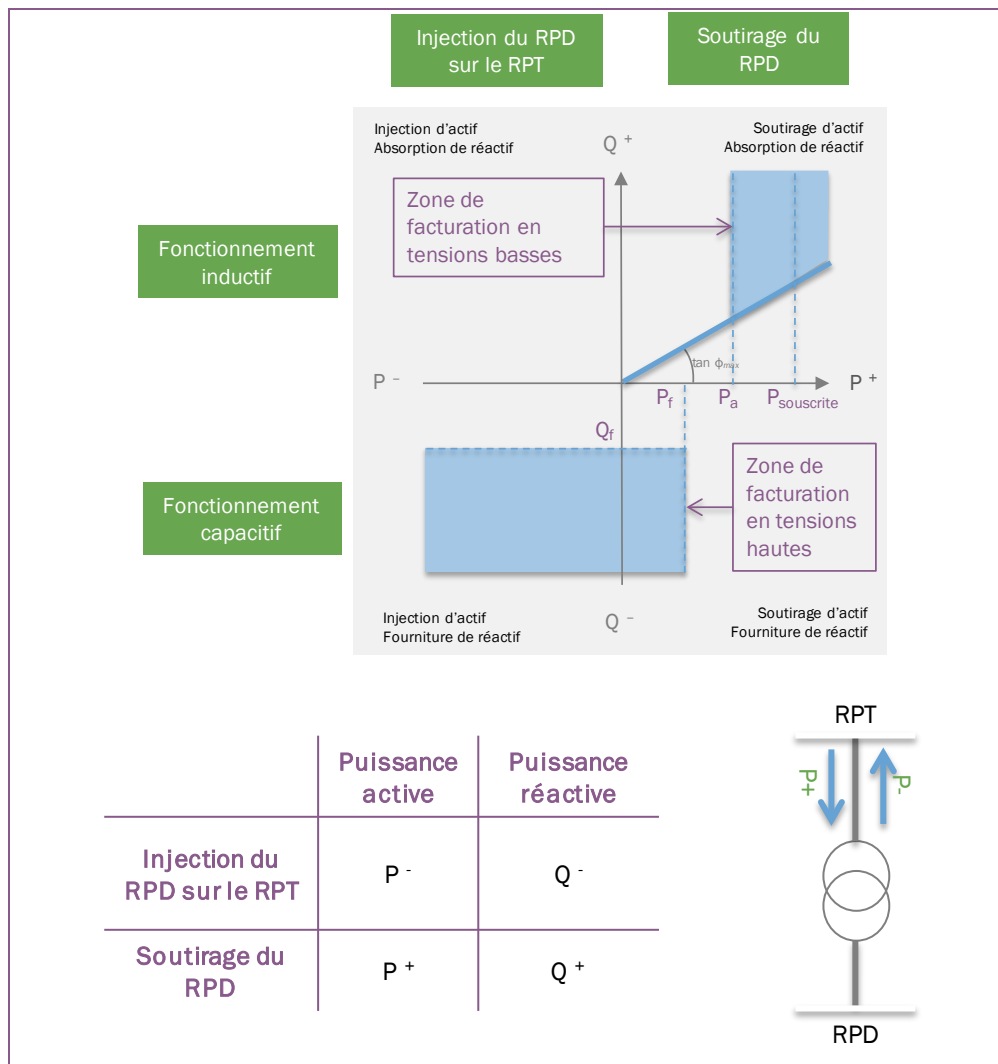 Injection du RPD
sur le RPT
Soutirage du
RPD
Injection d'actif
Absorption de réactif
Q +
Soutirage d'actif
Absorption de réactif
Zone de
facturation en
tensions basses
Fonctionnement
inductif
tan ϕmax
P -
P +
Pf
Pa
Psouscrite
Qf
Zone de
facturation
en tensions
hautes
Fonctionnement
capacitif
Injection d'actif
Fourniture de réactif
Q -
Soutirage d'actif
Fourniture de réactif
RPT
P+
P-
RPD
Puissance
active
Puissance
réactive
Injection du
RPD sur le RPT
P -
Q -
Soutirage du
RPD
P +
Q +